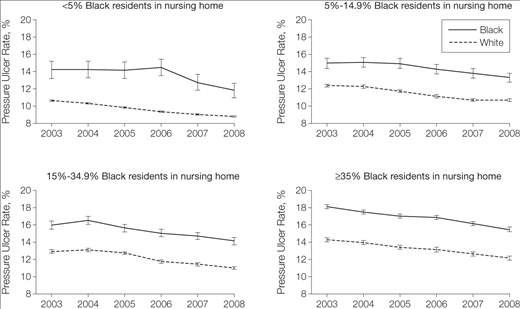 <5% Black residents in nursing home
Pressure Ulcer Rate, %
20
18
16
14
12
10
8
2003 2004 2005 2006 2007 2008
5%-14.9% Black residents in nursing home
Black
White
Pressure Ulcer Rate, %
20
18
16
14
12
10
8
2003 2004 2005 2006 2007 2008
15%-34.9% Black residents in nursing home
Pressure Ulcer Rate, %
20
18
16
14
12
10
8
2003 2004 2005 2006 2007 2008
≥35% Black residents in nursing home
Pressure Ulcer Rate, %
20
18
16
14
12
10
8
2003 2004 2005 2006 2007 2008